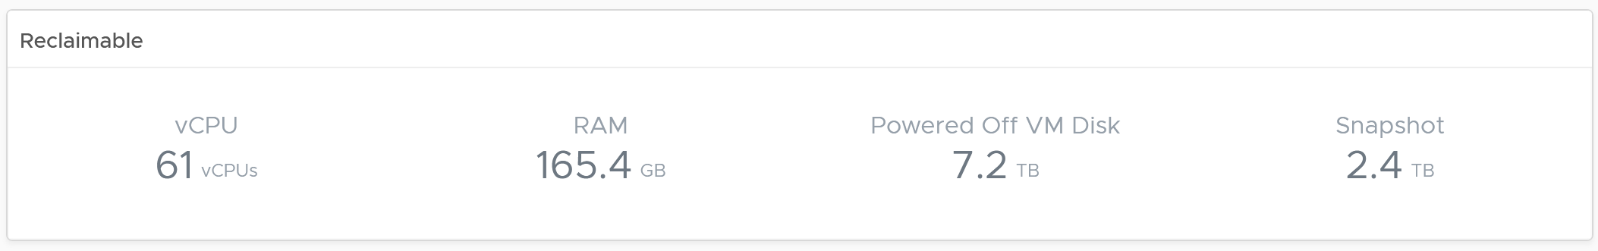 Reclaimable
vCPU
61 vCPUs
RAM
165.4 GB
Powered Off VM Disk
7.2 TB
Snapshot
2.4 TB